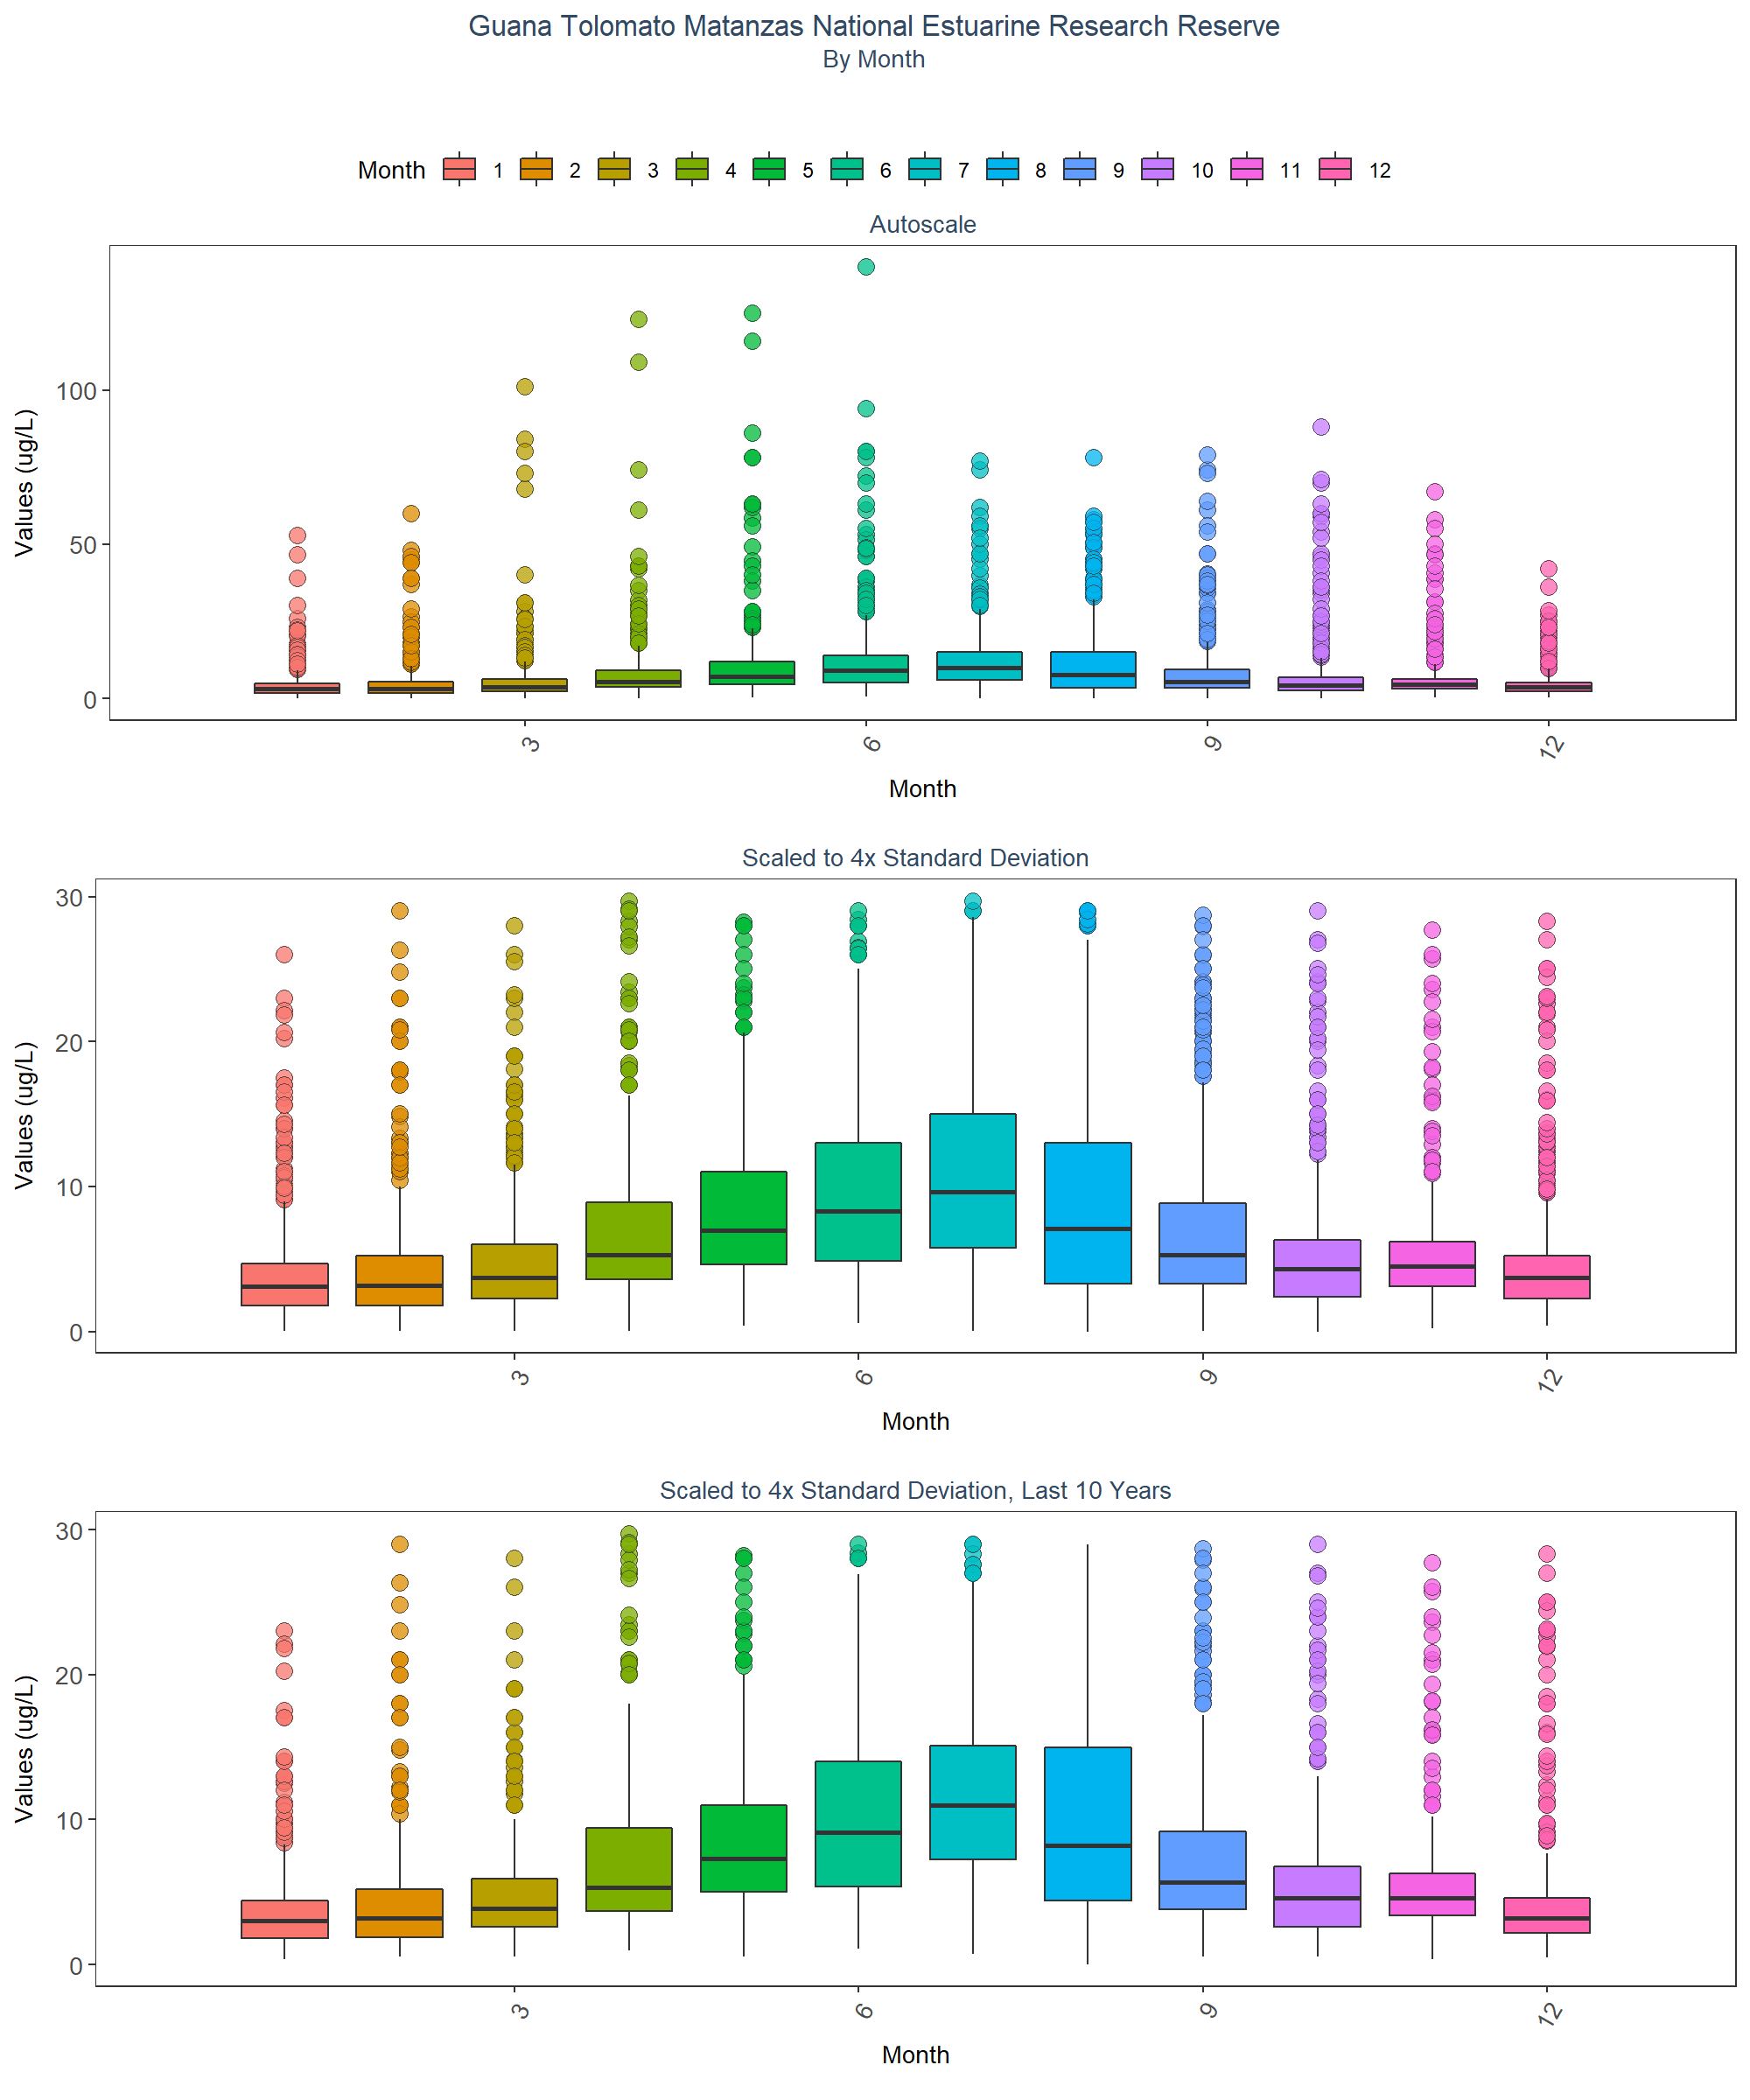 Guana Tolomato Matanzas National Estuarine Research Reserve
By Month
Month 1 2 3 4 5 6 7 8 9 10 11 12
Autoscale
Values (ug/L)
100
50
0
3 6 9 12
Month
Scaled to 4x Standard Deviation
Values (ug/L)
30
20
10
0
3 6 9 12
Month
Scaled to 4x Standard Deviation, Last 10 Years
Values (ug/L)
30
20
10
0
3 6 9 12
Month